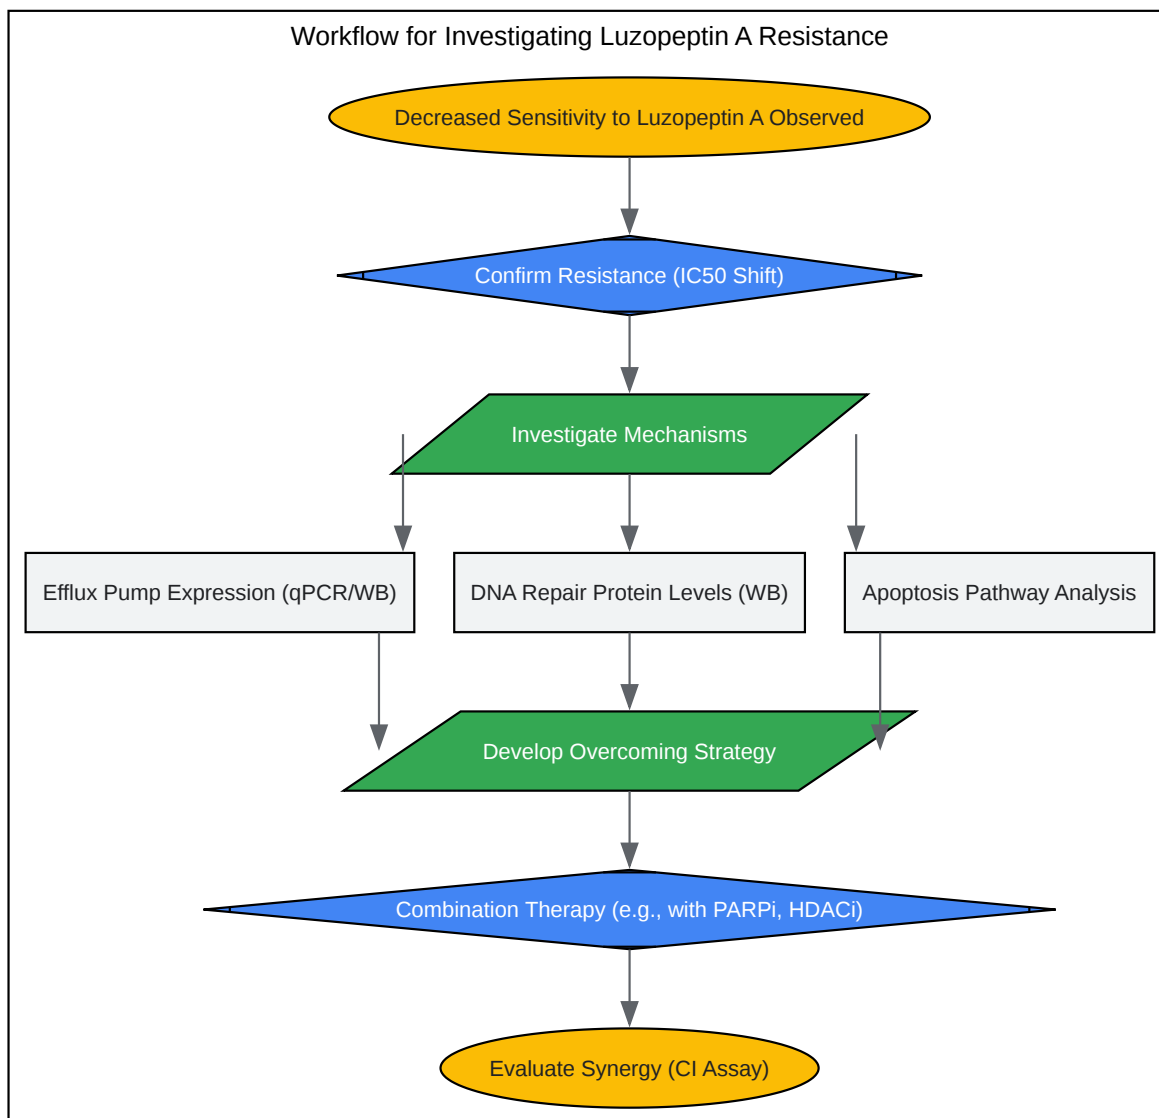 Workflow for Investigating Luzopeptin A Resistance
Decreased Sensitivity to Luzopeptin A Observed
Confirm Resistance (IC50 Shift)
Investigate Mechanisms
Efflux Pump Expression (qPCR/WB)
DNA Repair Protein Levels (WB)
Apoptosis Pathway Analysis
Develop Overcoming Strategy
Combination Therapy (e.g., with PARPi, HDACi)
Evaluate Synergy (CI Assay)